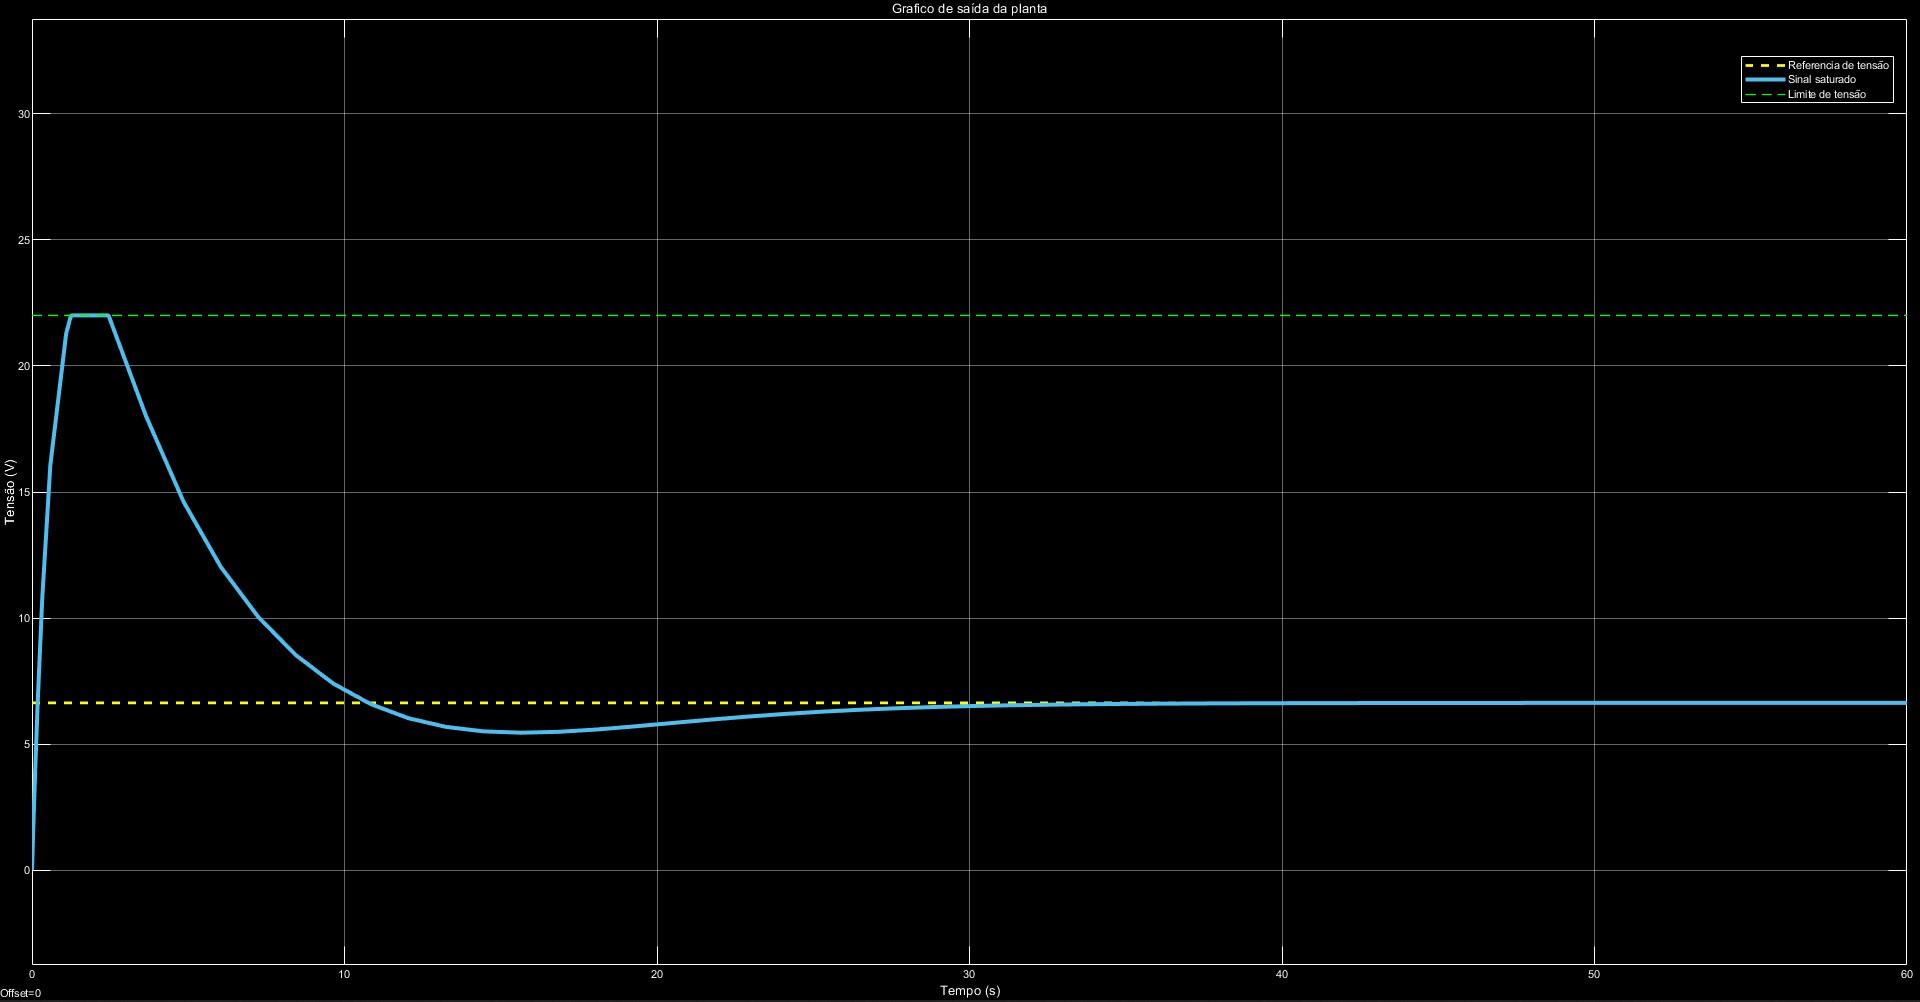 Grafico de saída da planta
Referencia de tensão
Sinal saturado
Limite de tensão
30
25
20
15
10
5
0
Tensão (V)
0 10 20 30 40 50 60
Tempo (s)
Offset=0